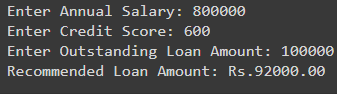 Enter Annual Salary: 800000
Enter Credit Score: 600
Enter Outstanding Loan Amount: 100000
Recommended Loan Amount: Rs.92000.00